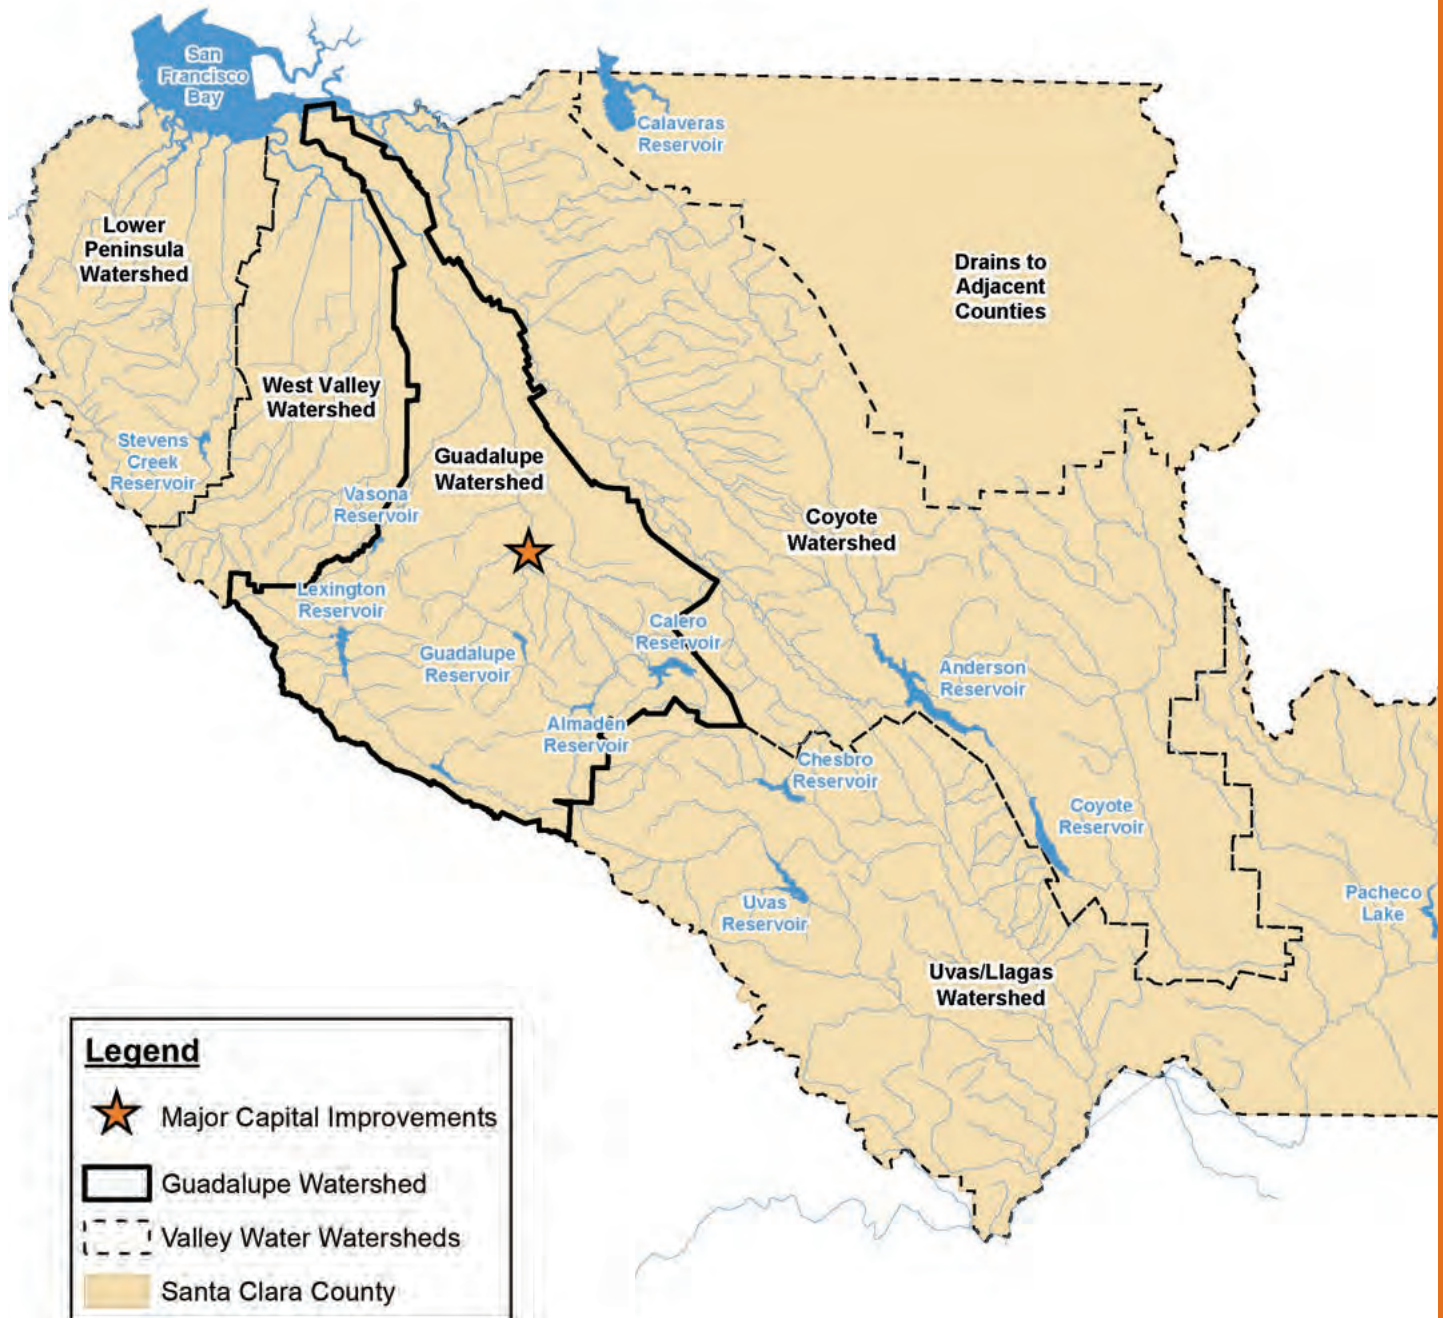 San
Francisco
Bay
Calaveras
Reservoir
Lower
Peninsula
Watershed
Drains to
Adjacent
Counties
West Valley
Watershed
Stevens
Creek
Reservoir
Guadalupe
Watershed
Vasona
Reservoir
Coyote
Watershed
Lexington
Reservoir
Calero
Reservoir
Guadalupe
Reservoir
Anderson
Reservoir
Almaden
Reservoir
Chesbro
Reservoir
Coyote
Reservoir
Uvas
Reservoir
Pacheco
Lake
Uvas/Llagas
Watershed
Legend
Major Capital Improvements
Guadalupe Watershed
Valley Water Watersheds
Santa Clara County